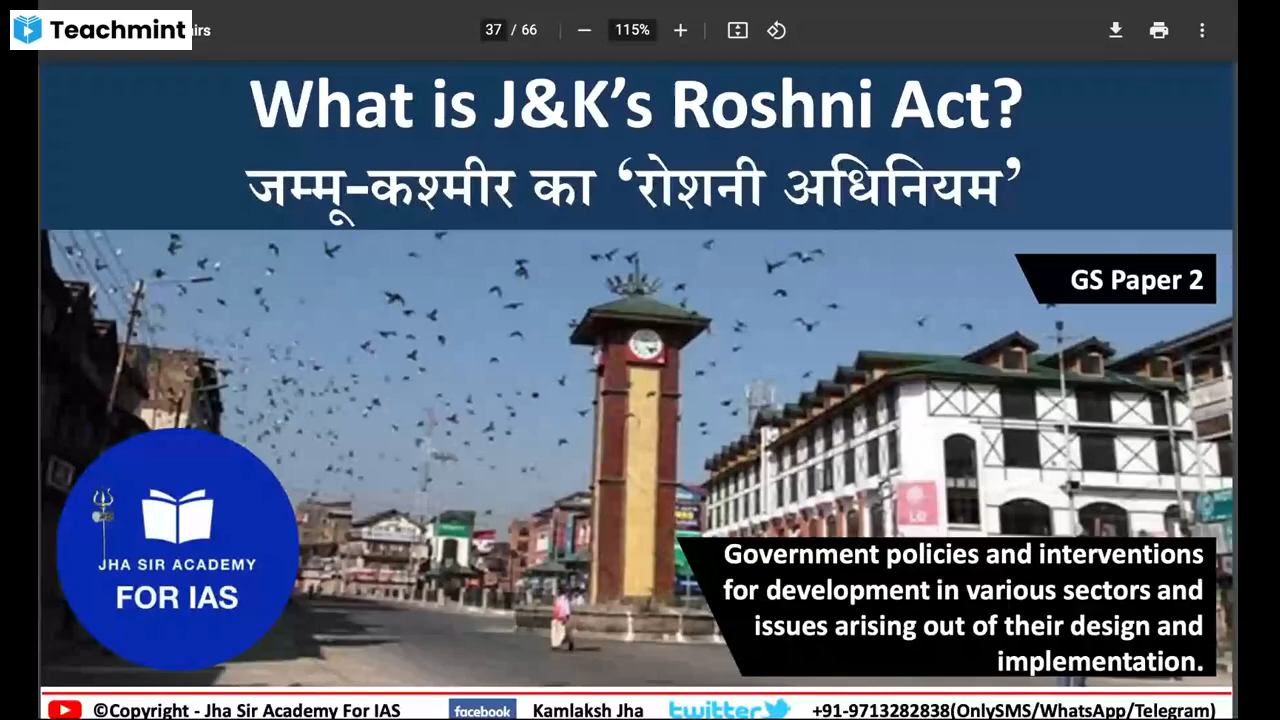 Teachmint
irs
37 / 66
115%
What is J&K's Roshni Act?
जम्मू-कश्मीर का ‘रोशनी अधिनियम’
GS Paper 2
JHA SIR ACADEMY
FOR IAS
Government policies and interventions
for development in various sectors and
issues arising out of their design and
implementation.
©Copyright - Jha Sir Academy For IAS
facebook
Kamlaksh Jha
twitter
+91-9713282838(OnlySMS/WhatsApp/Telegram)